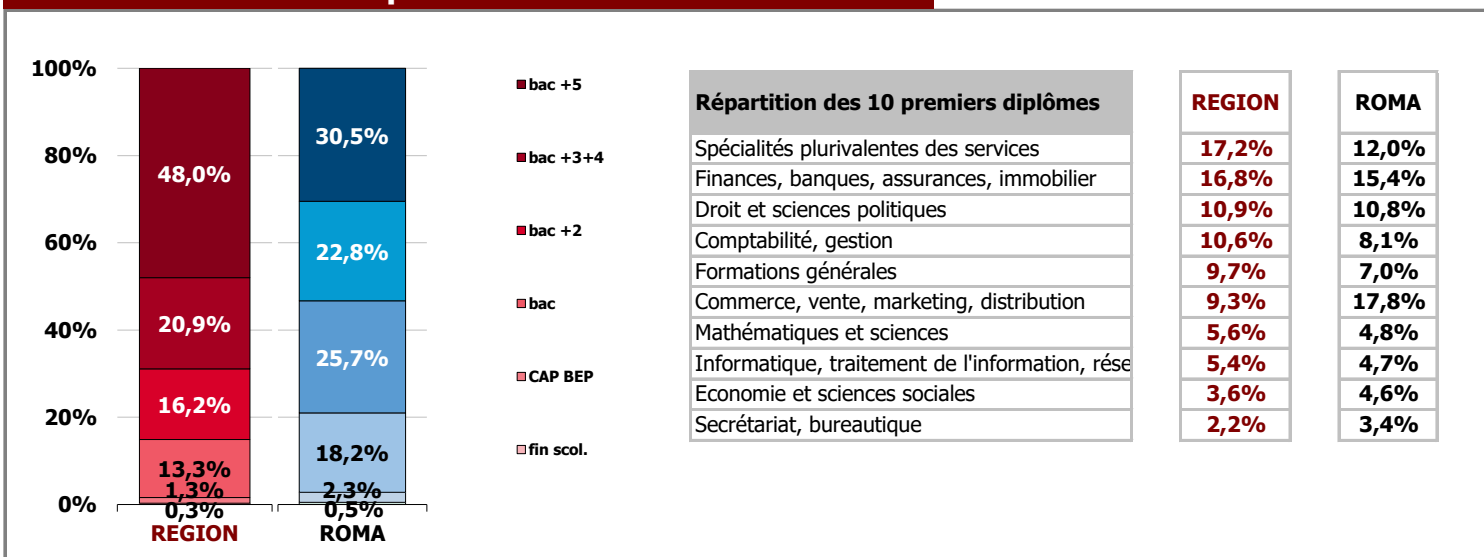 100%
80%
60%
40%
20%
0%
48,0%
20,9%
16,2%
13,3%
1,3%
0,3%
REGION
30,5%
22,8%
25,7%
18,2%
2,3%
0,5%
ROMA
bac +5
bac +3+4
bac +2
bac
CAP BEP
fin scol.
Répartition des 10 premiers diplômes REGION ROMA
Spécialités plurivalentes des services 17,2% 12,0%
Finances, banques, assurances, immobilier 16,8% 15,4%
Droit et sciences politiques 10,9% 10,8%
Comptabilité, gestion 10,6% 8,1%
Formations générales 9,7% 7,0%
Commerce, vente, marketing, distribution 9,3% 17,8%
Mathématiques et sciences 5,6% 4,8%
Informatique, traitement de l'information, rése 5,4% 4,7%
Economie et sciences sociales 3,6% 4,6%
Secrétariat, bureautique 2,2% 3,4%